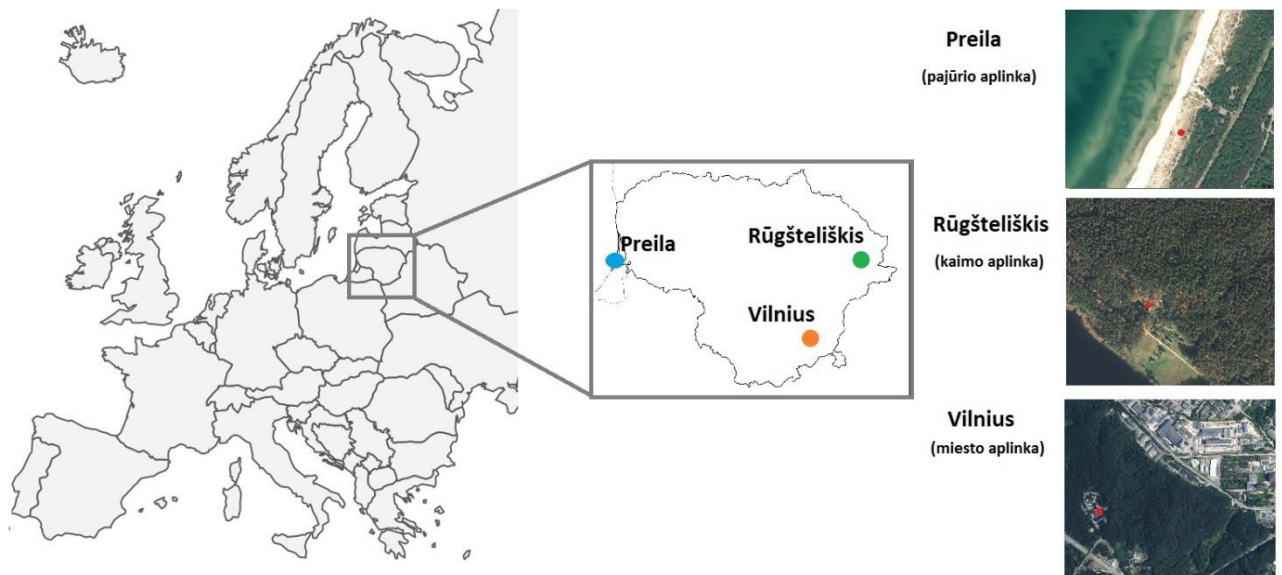 Preila
(pajūrio aplinka)
Preila
Rūgšteliškis
Vilnius
Rūgšteliškis
(kaimo aplinka)
Vilnius
(miesto aplinka)